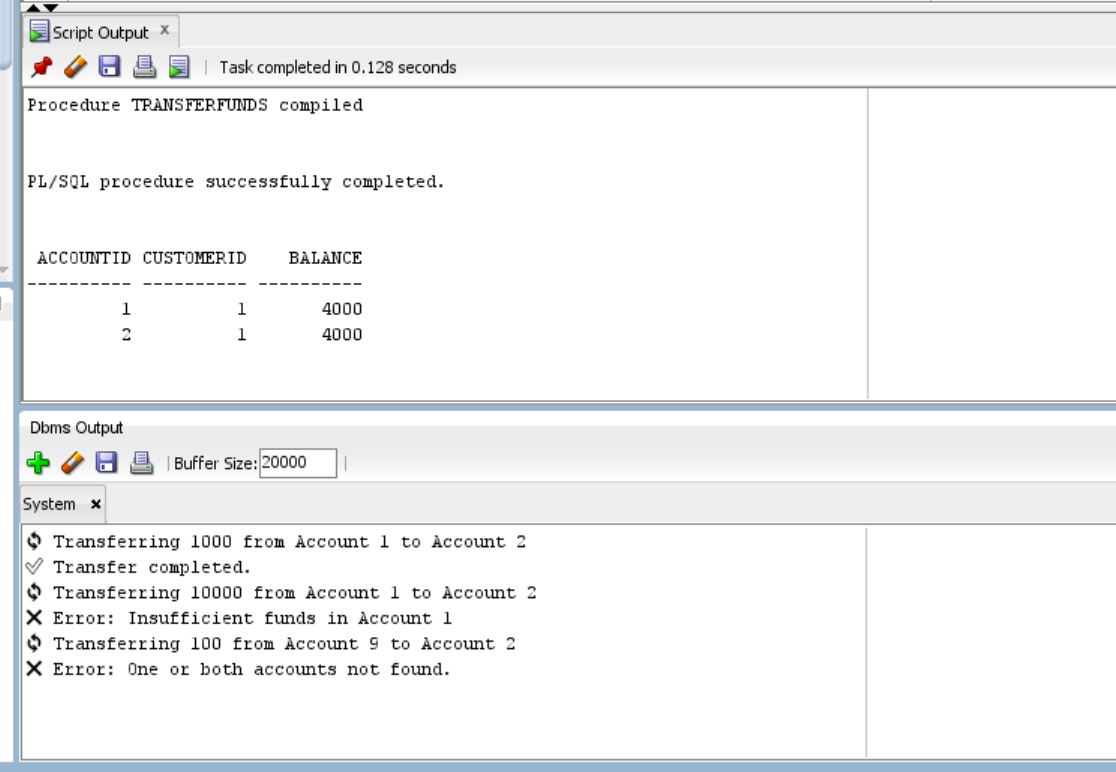 Script Output x
Task completed in 0.128 seconds
Procedure TRANSFERFUNDS compiled
PL/SQL procedure successfully completed.
ACCOUNTID CUSTOMERID BALANCE
---------- ---------- ----------
1 1 4000
2 1 4000
Dbms Output
Buffer Size: 20000
System x
Transferring 1000 from Account 1 to Account 2
Transfer completed.
Transferring 10000 from Account 1 to Account 2
Error: Insufficient funds in Account 1
Transferring 100 from Account 9 to Account 2
Error: One or both accounts not found.